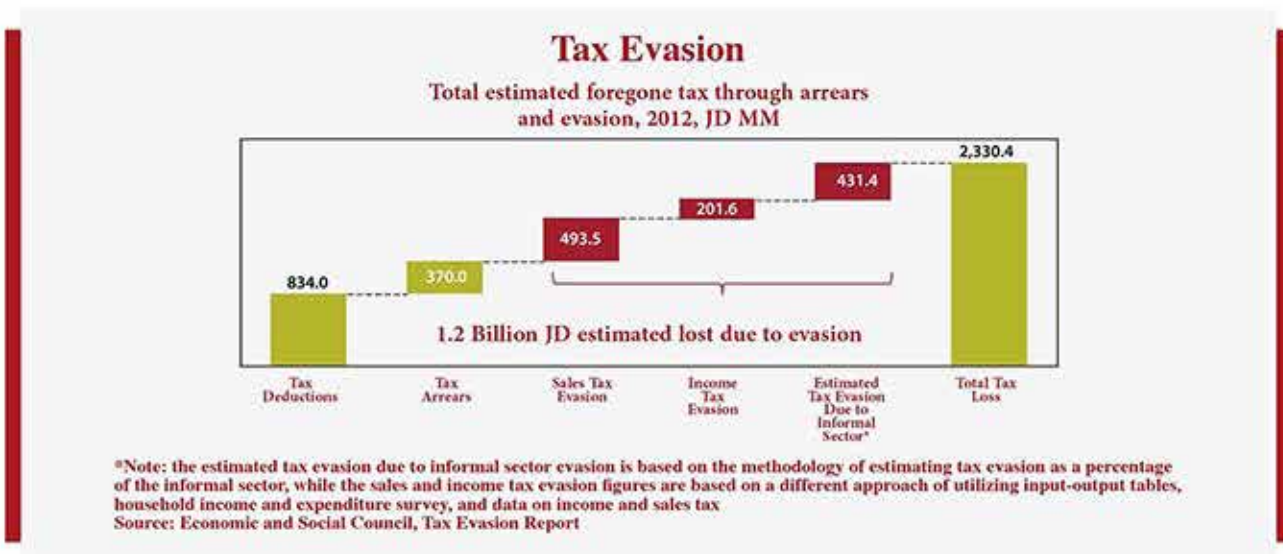 Tax Evasion
Total estimated foregone tax through arrears
and evasion, 2012, JD MM
834.0
370.0
493.5
201.6
431.4
2,330.4
1.2 Billion JD estimated lost due to evasion
Tax
Deductions
Tax
Arrears
Sales Tax
Evasion
Income
Tax
Evasion
Estimated
Tax Evasion
Due to
Informal
Sector*
Total Tax
Loss
*Note: the estimated tax evasion due to informal sector evasion is based on the methodology of estimating tax evasion as a percentage
of the informal sector, while the sales and income tax evasion figures are based on a different approach of utilizing input-output tables,
household income and expenditure survey, and data on income and sales tax
Source: Economic and Social Council, Tax Evasion Report